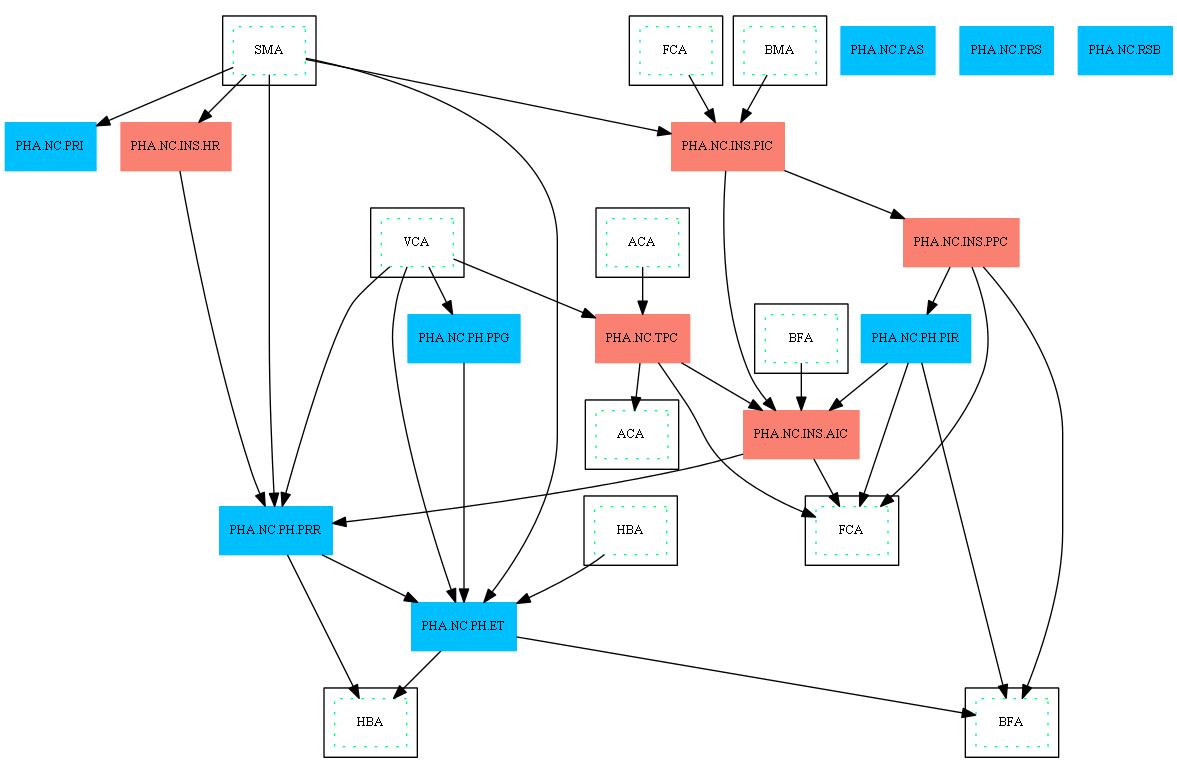 SMA
FCA
BMA
PHA.NC.PAS
PHA.NC.PRS
PHA.NC.RSB
PHA.NC.PRI
PHA.NC.INS.HR
PHA.NC.INS.PIC
VCA
ACA
PHA.NC.INS.PPC
PHA.NC.PH.PPG
PHA.NC.TPC
BFA
PHA.NC.PH.PIR
ACA
PHA.NC.INS.AIC
PHA.NC.PH.PRR
HBA
FCA
PHA.NC.PH.ET
HBA
BFA